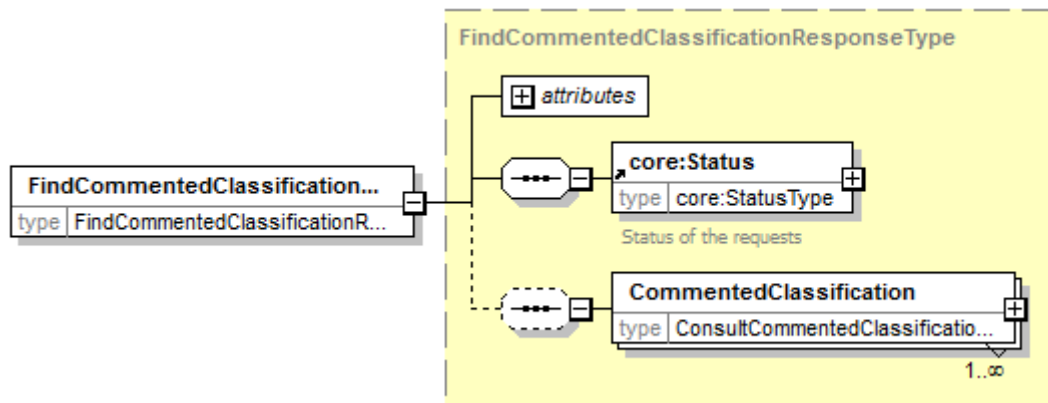 FindCommentedClassificationResponseType
attributes
core:Status
type core:StatusType
Status of the requests
FindCommentedClassification...
type FindCommentedClassificationR...
CommentedClassification
type ConsultCommentedClassificatio...
1..∞